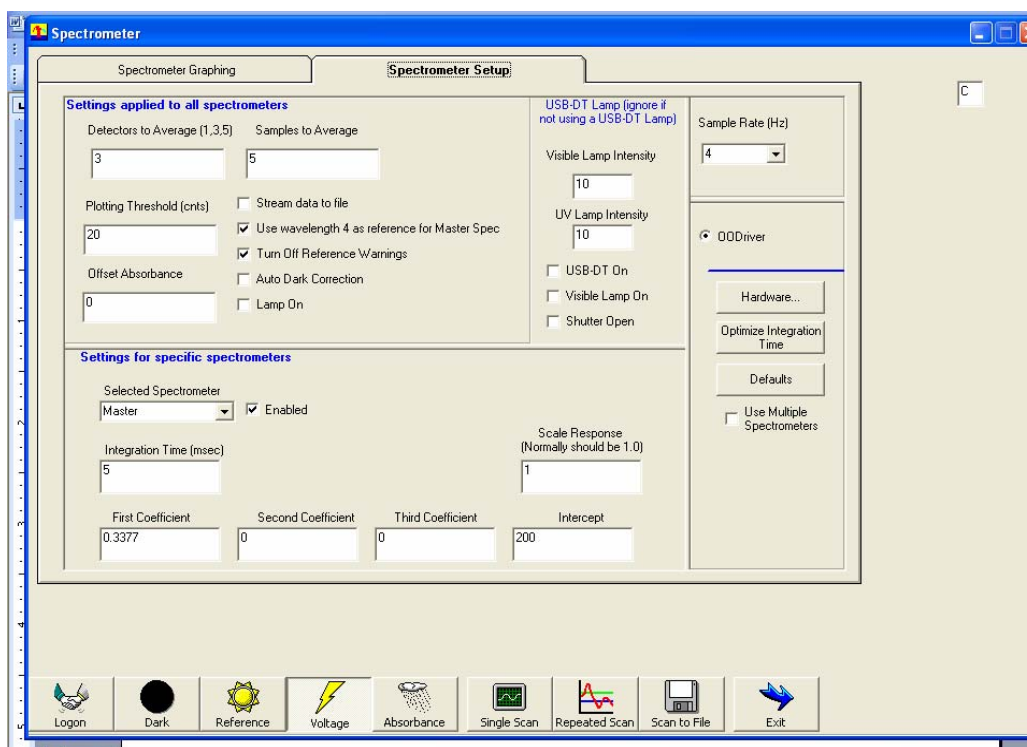 Spectrometer
Spectrometer Graphing
Spectrometer Setup
C
Settings applied to all spectrometers
Detectors to Average (1,3,5)
Samples to Average
3
5
Plotting Threshold (cnts)
20
Offset Absorbance
0
Stream data to file
Use wavelength 4 as reference for Master Spec
Turn Off Reference Warnings
Auto Dark Correction
Lamp On
USB-DT Lamp (ignore if
not using a USB-DT Lamp)
Visible Lamp Intensity
10
UV Lamp Intensity
10
USB-DT On
Visible Lamp On
Shutter Open
Sample Rate (Hz)
4
OODriver
Hardware...
Optimize Integration
Time
Defaults
Use Multiple
Spectrometers
Settings for specific spectrometers
Selected Spectrometer
Master
Enabled
Integration Time (msec)
5
Scale Response
(Normally should be 1.0)
1
First Coefficient
Second Coefficient
Third Coefficient
Intercept
0.3377
0
0
200
Logon
Dark
Reference
Voltage
Absorbance
Single Scan
Repeated Scan
Scan to File
Exit